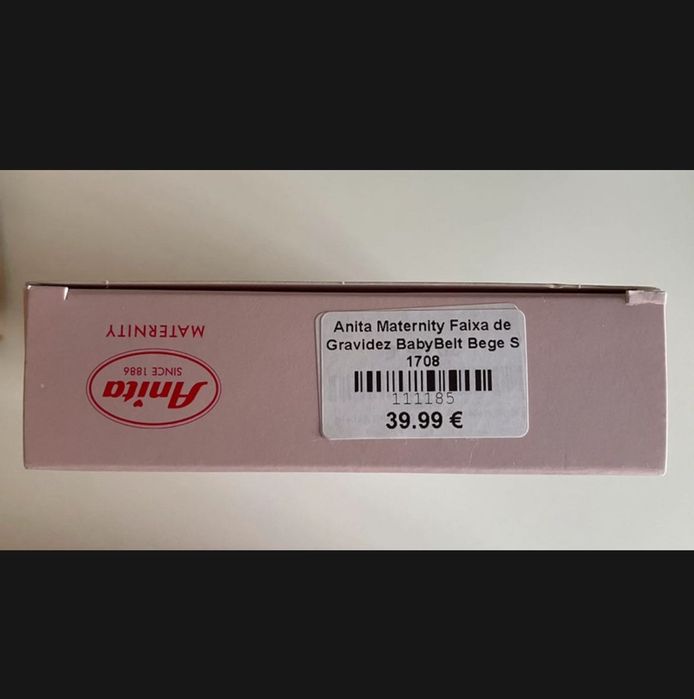 MATERNITY
Anita
SINCE 1886
Anita Maternity Faixa de
Gravidez BabyBelt Bege S
1708
111185
39.99 €